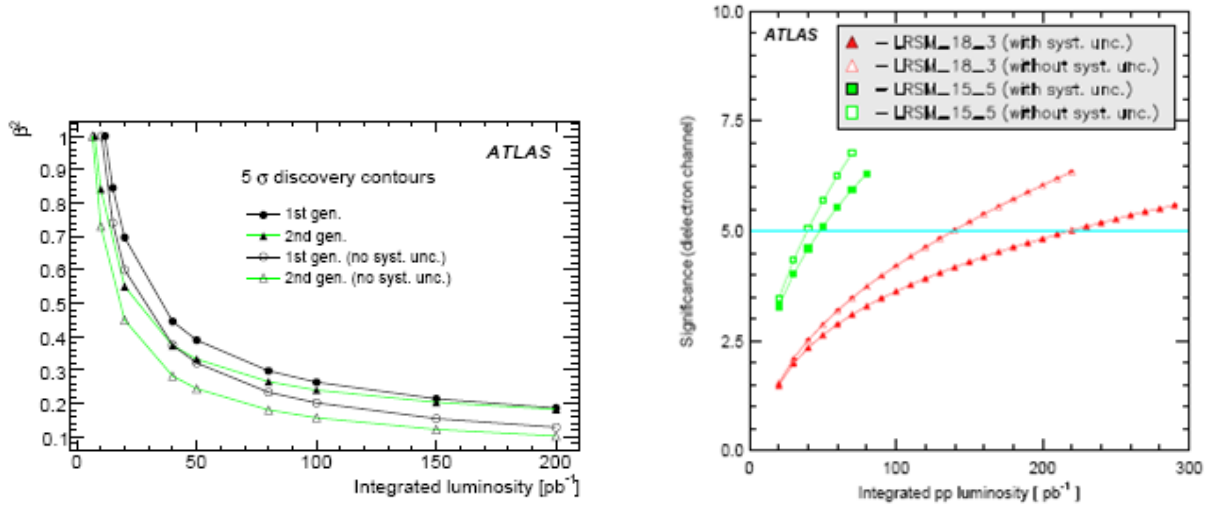 β²
1
0.9
0.8
0.7
0.6
0.5
0.4
0.3
0.2
0.1
ATLAS
5 σ discovery contours
1st gen.
2nd gen.
1st gen. (no syst. unc.)
2nd gen. (no syst. unc.)
0 50 100 150 200
Integrated luminosity [pb⁻¹]
Significance (dielectron channel)
10.0
7.5
5.0
2.5
0.0
ATLAS
– LRSM_18_3 (with syst. unc.)
– LRSM_18_3 (without syst. unc.)
– LRSM_15_5 (with syst. unc.)
– LRSM_15_5 (without syst. unc.)
0 100 200 300
Integrated pp luminosity [ pb⁻¹ ]